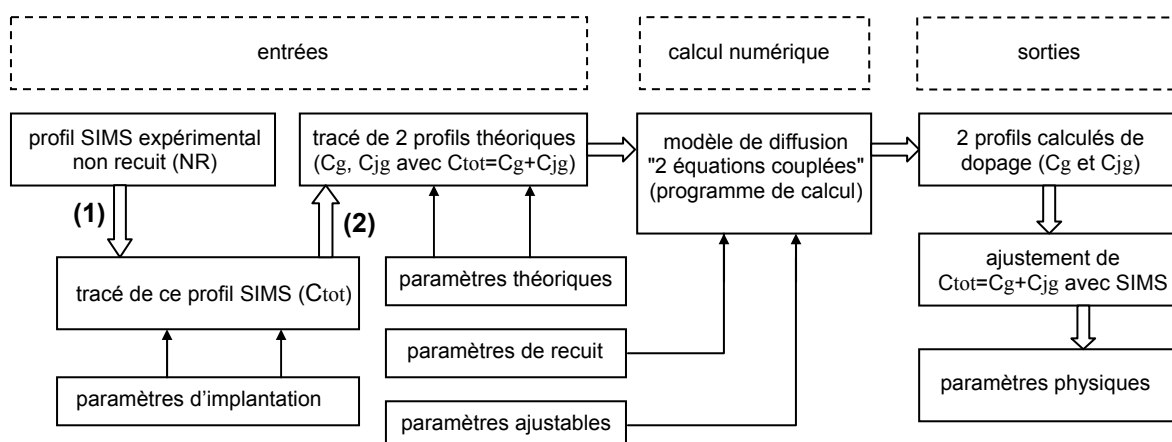 entrées
calcul numérique
sorties
profil SIMS expérimental
non recuit (NR)
tracé de 2 profils théoriques
(Cg, Cjg avec Ctot=Cg+Cjg)
modèle de diffusion
"2 équations couplées"
(programme de calcul)
2 profils calculés de
dopage (Cg et Cjg)
(1)
(2)
tracé de ce profil SIMS (Ctot)
paramètres théoriques
ajustement de
Ctot=Cg+Cjg avec SIMS
paramètres de recuit
paramètres d’implantation
paramètres physiques
paramètres ajustables